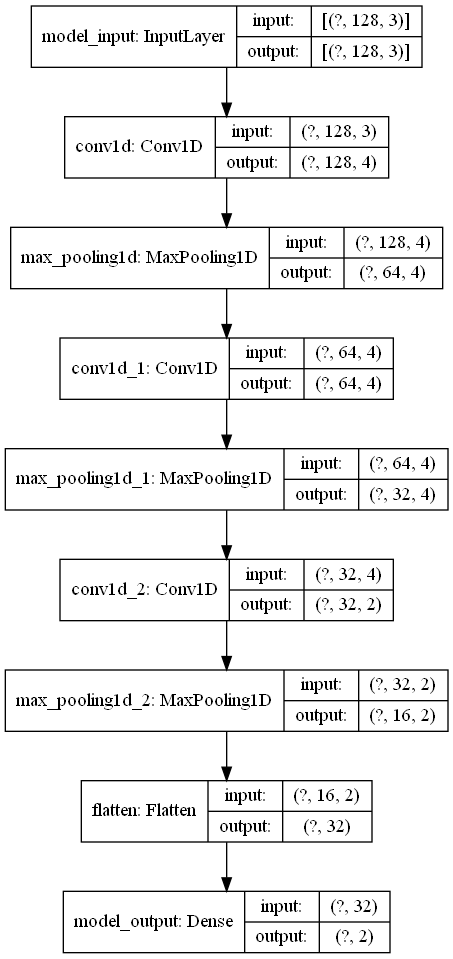 model_input: InputLayer
input: [(?, 128, 3)]
output: [(?, 128, 3)]
conv1d: Conv1D
input: (?, 128, 3)
output: (?, 128, 4)
max_pooling1d: MaxPooling1D
input: (?, 128, 4)
output: (?, 64, 4)
conv1d_1: Conv1D
input: (?, 64, 4)
output: (?, 64, 4)
max_pooling1d_1: MaxPooling1D
input: (?, 64, 4)
output: (?, 32, 4)
conv1d_2: Conv1D
input: (?, 32, 4)
output: (?, 32, 2)
max_pooling1d_2: MaxPooling1D
input: (?, 32, 2)
output: (?, 16, 2)
flatten: Flatten
input: (?, 16, 2)
output: (?, 32)
model_output: Dense
input: (?, 32)
output: (?, 2)